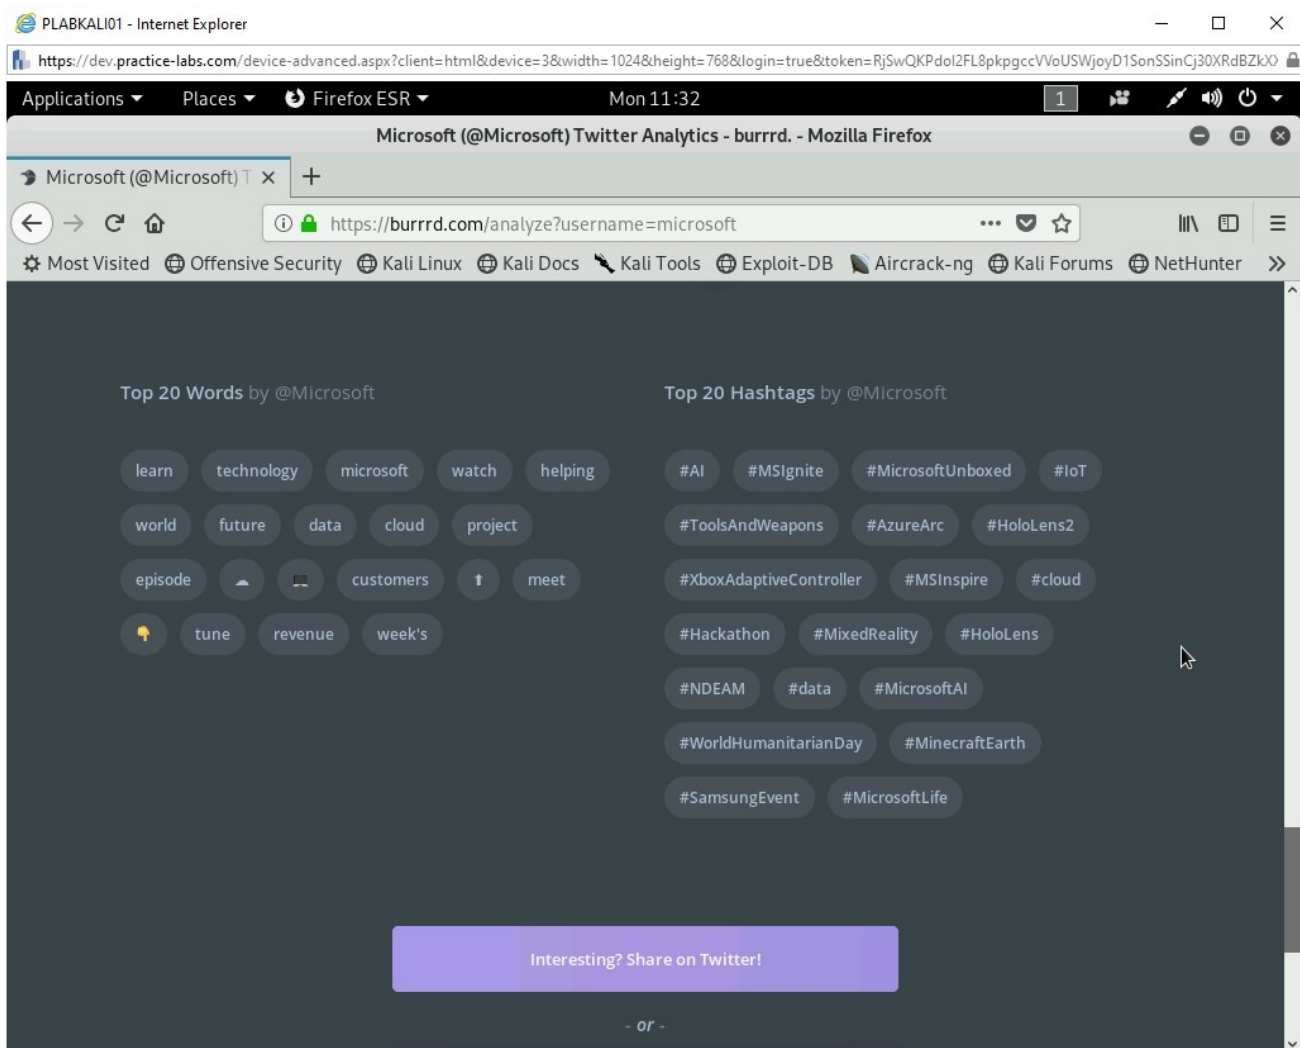 PLABKALI01 - Internet Explorer
https://dev.practice-labs.com/device-advanced.aspx?client=html&device=3&width=1024&height=768&login=true&token=
Applications Places Firefox ESR Mon 11:32 1
Microsoft (@Microsoft) Twitter Analytics - burrrd. - Mozilla Firefox
Microsoft (@Microsoft) T
https://burrrd.com/analyze?username=microsoft
Most Visited Offensive Security Kali Linux Kali Docs Kali Tools Exploit-DB Aircrack-ng Kali Forums NetHunter
Top 20 Words by @Microsoft
learn technology microsoft watch helping
world future data cloud project
episode ☁ 📖 customers ⬆ meet
👇 tune revenue week's
Top 20 Hashtags by @Microsoft
#AI #MSIgnite #MicrosoftUnboxed #IoT
#ToolsAndWeapons #AzureArc #HoloLens2
#XboxAdaptiveController #MSInspire #cloud
#Hackathon #MixedReality #HoloLens
#NDEAM #data #MicrosoftAI
#WorldHumanitarianDay #MinecraftEarth
#SamsungEvent #MicrosoftLife
Interesting? Share on Twitter!
- or -